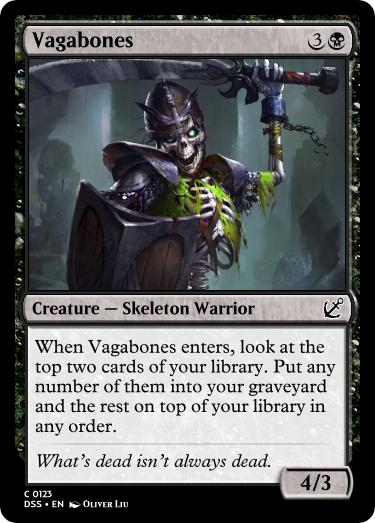 Vagabones 3
Creature — Skeleton Warrior
When Vagabones enters, look at the
top two cards of your library. Put any
number of them into your graveyard
and the rest on top of your library in
any order.
What's dead isn't always dead.
4/3
C 0123
DSS • EN Oliver Liu